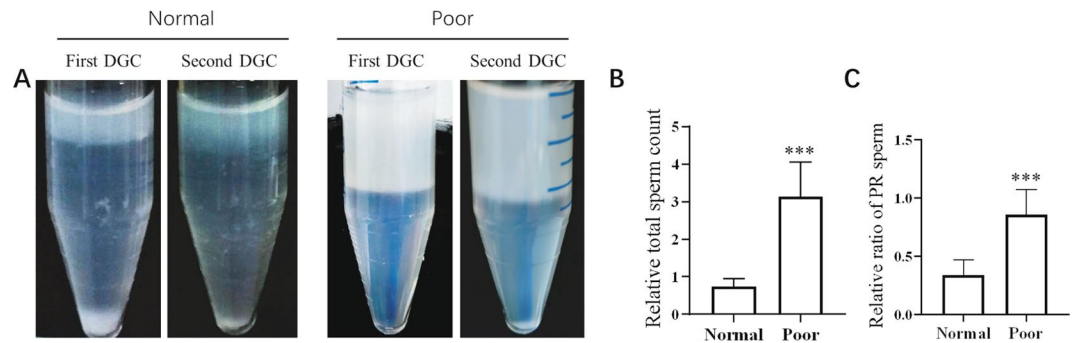 Normal
Poor
First DGC
Second DGC
First DGC
Second DGC
A
B
C
Relative total sperm count
5
4
3
2
1
0
***
Normal
Poor
Relative ratio of PR sperm
1.5
1.0
0.5
0.0
***
Normal
Poor